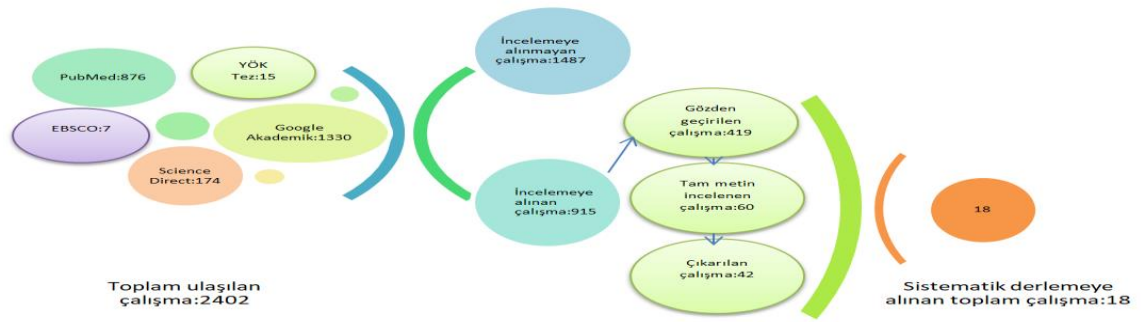 PubMed:876
YÖK
Tez:15
EBSCO:7
Google
Akademik:1330
Science
Direct:174
Toplam ulaşılan
çalışma:2402
İncelemeye
alınmayan
çalışma:1487
İncelemeye
alınan
çalışma:915
Gözden
geçirilen
çalışma:419
Tam metin
incelenen
çalışma:60
Çıkarılan
çalışma:42
18
Sistematik derlemeye
alınan toplam çalışma:18